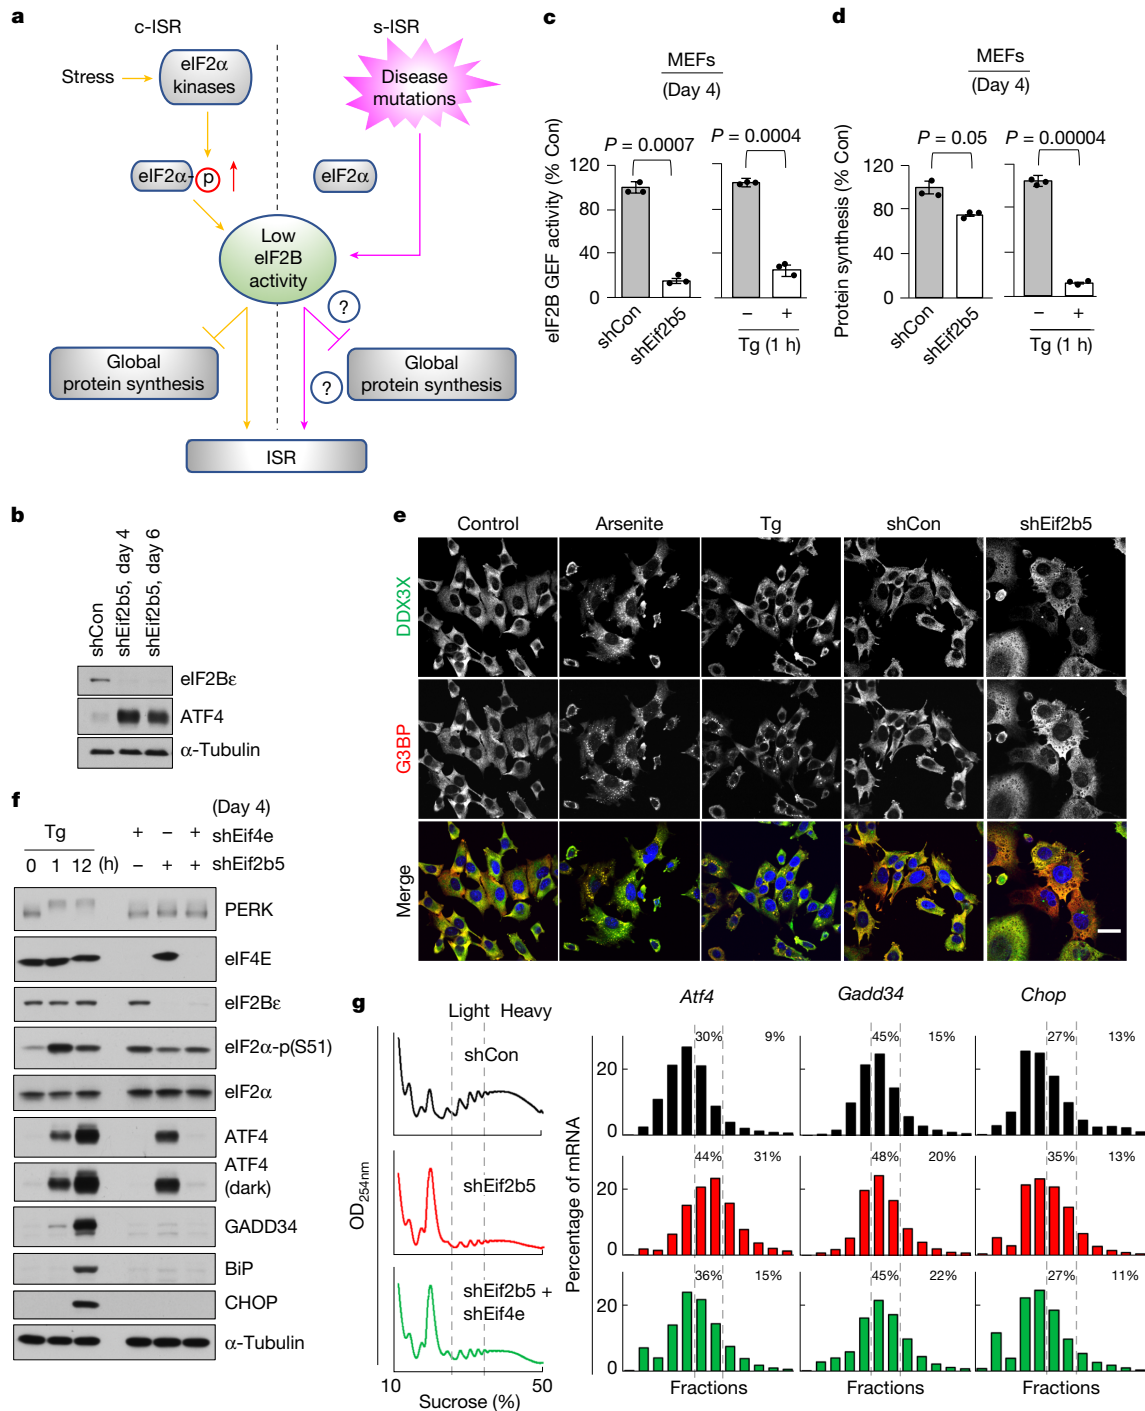 a
c-ISR
s-ISR
Stress
eIF2α
kinases
Disease
mutations
eIF2α-
p
eIF2α
Low
eIF2B
activity
?
?
Global
protein synthesis
Global
protein synthesis
ISR
b
shCon
shEif2b5, day 4
shEif2b5, day 6
eIF2Bε
ATF4
α-Tubulin
c
MEFs
(Day 4)
P = 0.0007
P = 0.0004
eIF2B GEF activity (% Con)
120
80
40
0
shCon
shEif2b5
– +
Tg (1 h)
d
MEFs
(Day 4)
P = 0.05
P = 0.00004
Protein synthesis (% Con)
120
80
40
0
shCon
shEif2b5
– +
Tg (1 h)
e
Control
Arsenite
Tg
shCon
shEif2b5
DDX3X
G3BP
Merge
f
(Day 4)
Tg
+ – + shEif4e
0 1 12 (h) – + + shEif2b5
PERK
eIF4E
eIF2Bε
eIF2α-p(S51)
eIF2α
ATF4
ATF4
(dark)
GADD34
BiP
CHOP
α-Tubulin
g
Light Heavy
shCon
shEif2b5
shEif2b5 +
shEif4e
OD254nm
10 50
Sucrose (%)
Atf4
Gadd34
Chop
Percentage of mRNA
30% 9%
45% 15%
27% 13%
20
0
44% 31%
48% 20%
35% 13%
20
0
36% 15%
45% 22%
27% 11%
20
0
Fractions
Fractions
Fractions